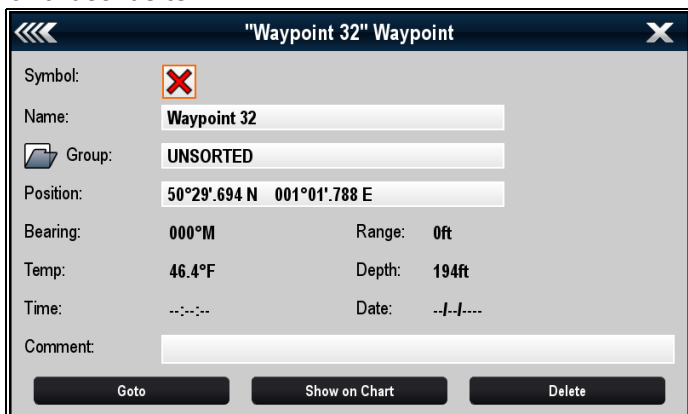 "Waypoint 32" Waypoint
Symbol:
Name: Waypoint 32
Group: UNSORTED
Position: 50°29'.694 N 001°01'.788 E
Bearing: 000°M Range: 0ft
Temp: 46.4°F Depth: 194ft
Time: --:--:-- Date: --/--/----
Comment:
Goto Show on Chart Delete